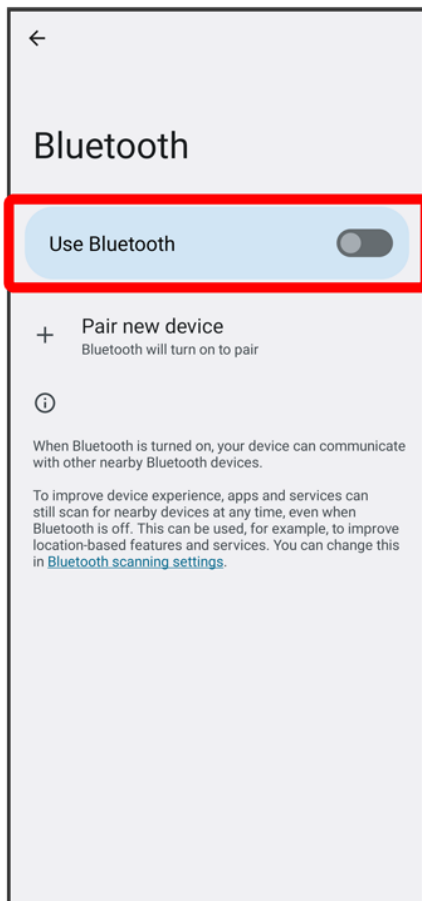 Bluetooth
Use Bluetooth
Pair new device
Bluetooth will turn on to pair
When Bluetooth is turned on, your device can communicate
with other nearby Bluetooth devices.
To improve device experience, apps and services can
still scan for nearby devices at any time, even when
Bluetooth is off. This can be used, for example, to improve
location-based features and services. You can change this
in Bluetooth scanning settings.